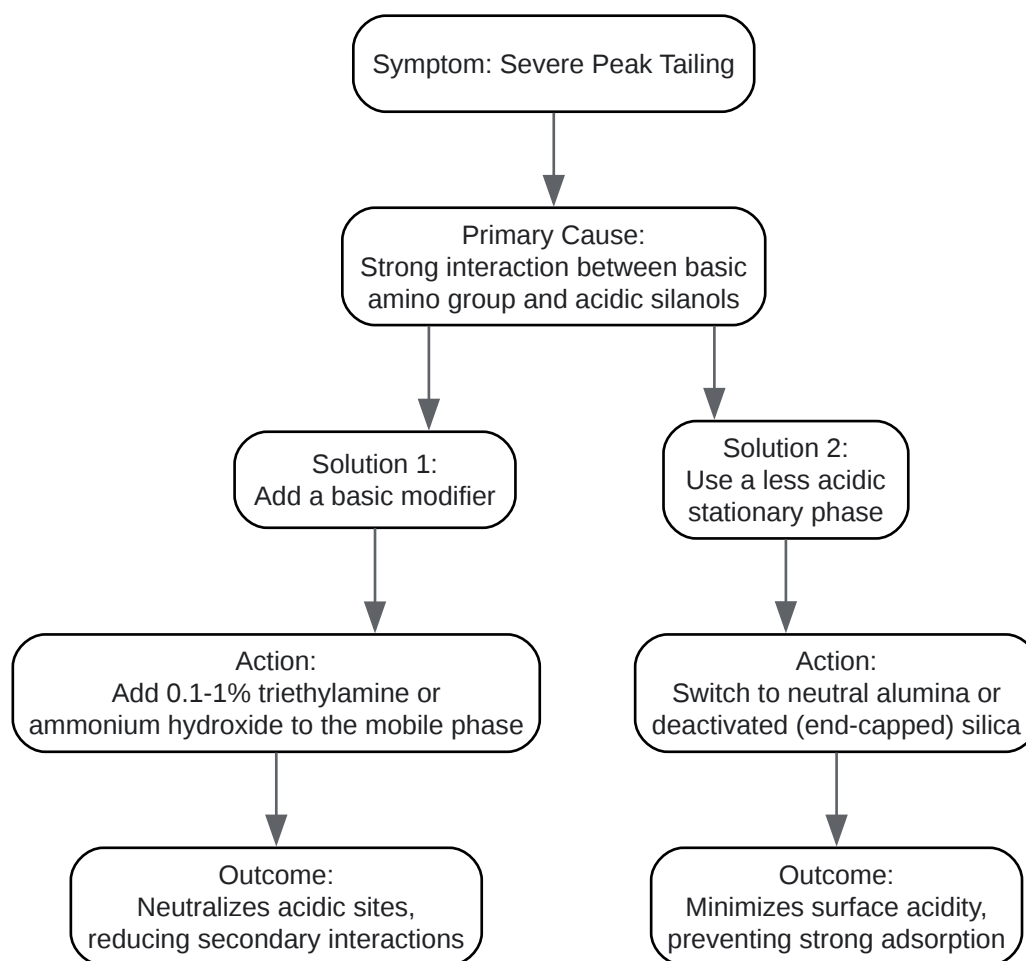 Symptom: Severe Peak Tailing
Primary Cause:
Strong interaction between basic
amino group and acidic silanols
Solution 1:
Add a basic modifier
Solution 2:
Use a less acidic
stationary phase
Action:
Add 0.1-1% triethylamine or
ammonium hydroxide to the mobile phase
Action:
Switch to neutral alumina or
deactivated (end-capped) silica
Outcome:
Neutralizes acidic sites,
reducing secondary interactions
Outcome:
Minimizes surface acidity,
preventing strong adsorption